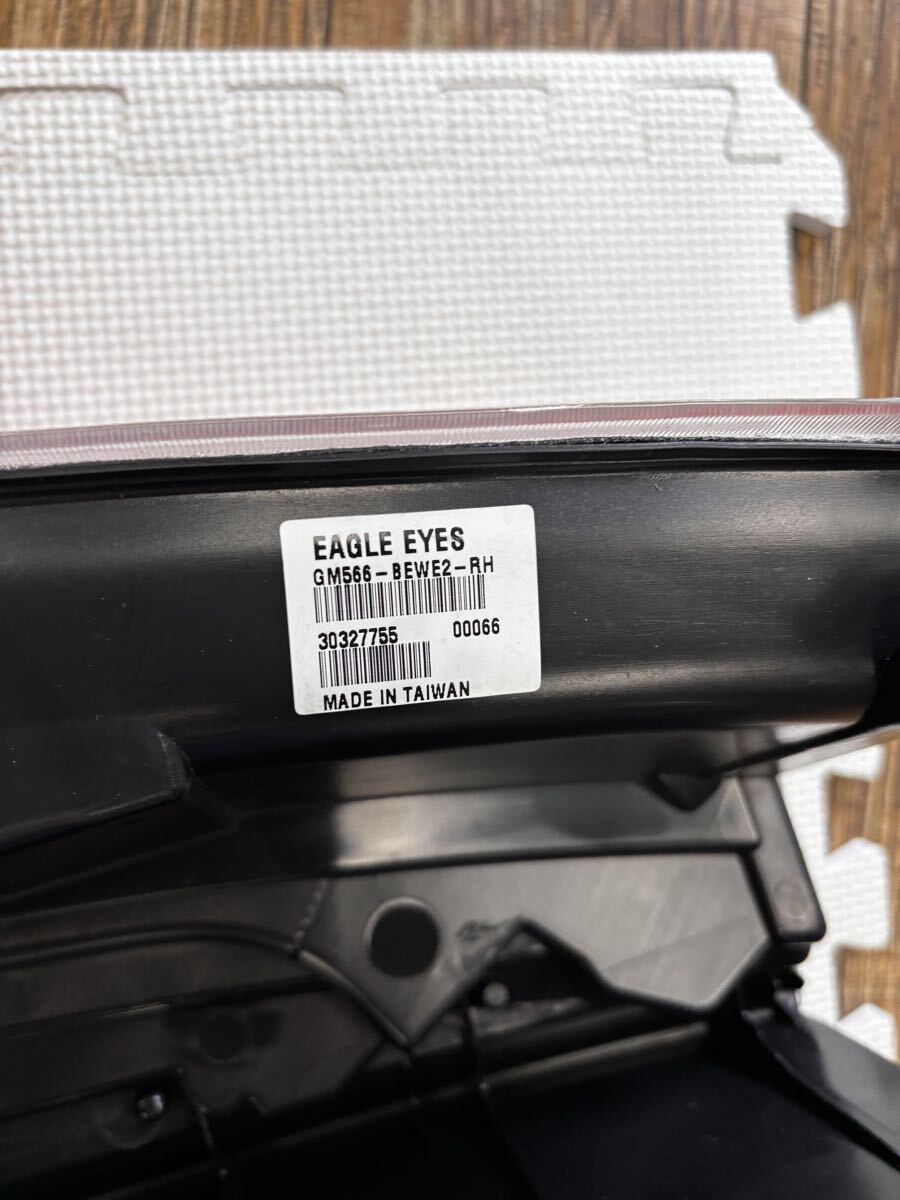 EAGLE EYES
GM566-BEWE2-RH
30327755 00066
MADE IN TAIWAN